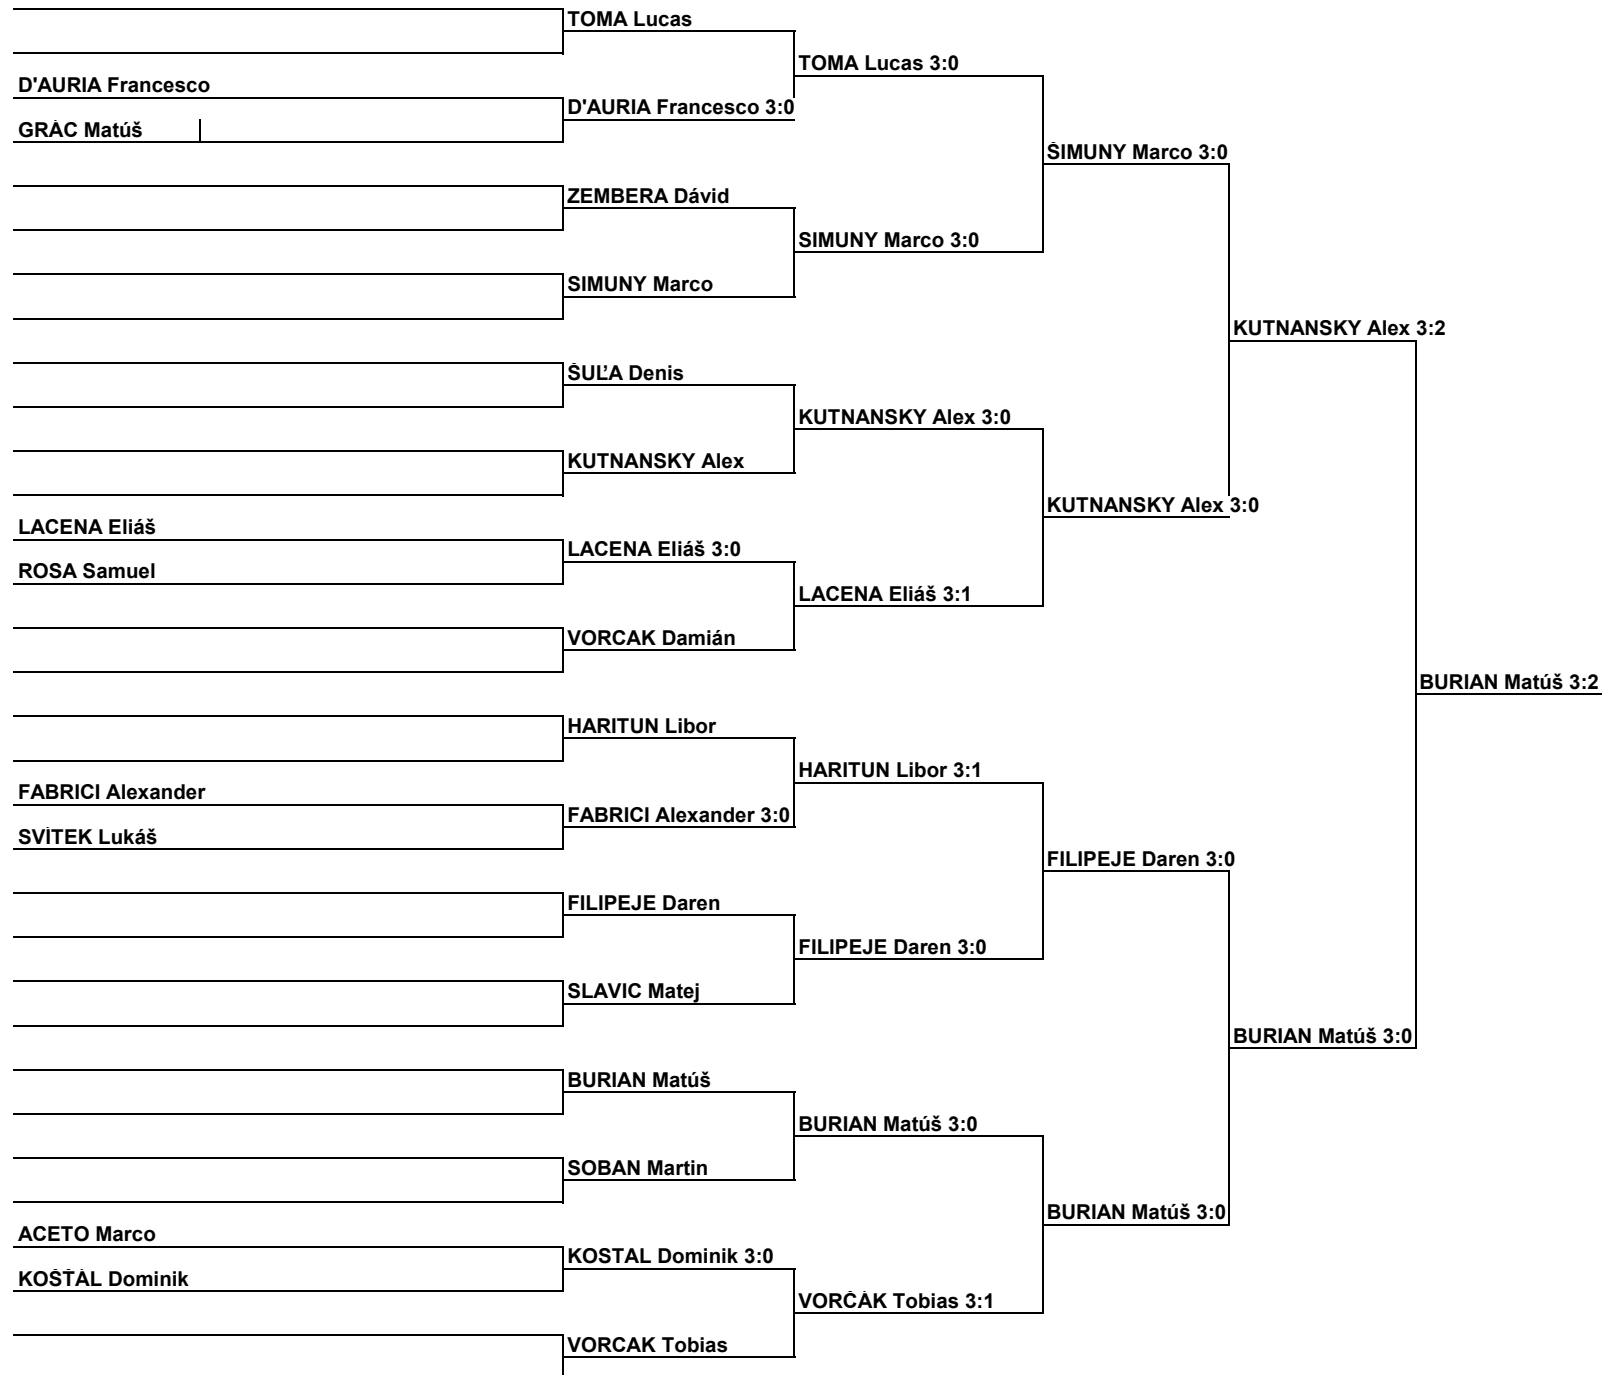 TOMA Lucas
TOMA Lucas 3:0
D'AURIA Francesco
D'AURIA Francesco 3:0
GRÁC Matúš
ŠIMUNY Marco 3:0
ZEMBERA Dávid
SIMUNY Marco 3:0
SIMUNY Marco
KUTNANSKY Alex 3:2
ŠUĽA Denis
KUTNANSKY Alex 3:0
KUTNANSKY Alex
KUTNANSKY Alex 3:0
LACENA Eliáš
LACENA Eliáš 3:0
ROSA Samuel
LACENA Eliáš 3:1
VORCAK Damián
BURIAN Matúš 3:2
HARITUN Libor
HARITUN Libor 3:1
FABRICI Alexander
FABRICI Alexander 3:0
SVÍTEK Lukáš
FILIPEJE Daren 3:0
FILIPEJE Daren
FILIPEJE Daren 3:0
SLAVIC Matej
BURIAN Matúš 3:0
BURIAN Matúš
BURIAN Matúš 3:0
SOBAN Martin
BURIAN Matúš 3:0
ACETO Marco
KOSTAL Dominik 3:0
KOŠŤÁL Dominik
VORČÁK Tobias 3:1
VORCAK Tobias